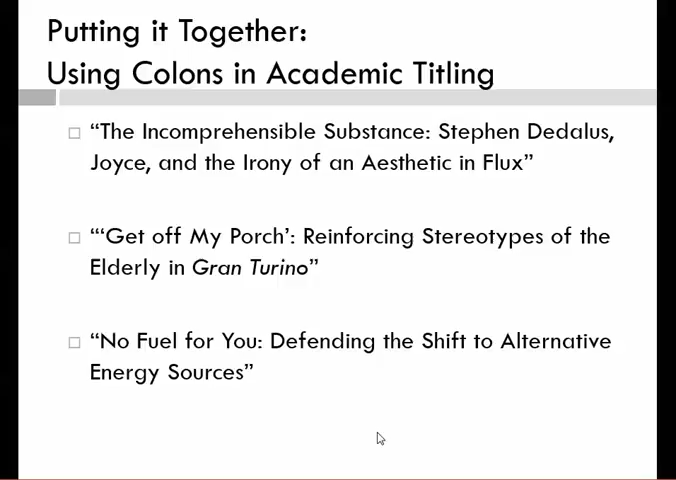 Putting it Together:
Using Colons in Academic Titling
“The Incomprehensible Substance: Stephen Dedalus,
Joyce, and the Irony of an Aesthetic in Flux”
“‘Get off My Porch’: Reinforcing Stereotypes of the
Elderly in Gran Turino”
“No Fuel for You: Defending the Shift to Alternative
Energy Sources”